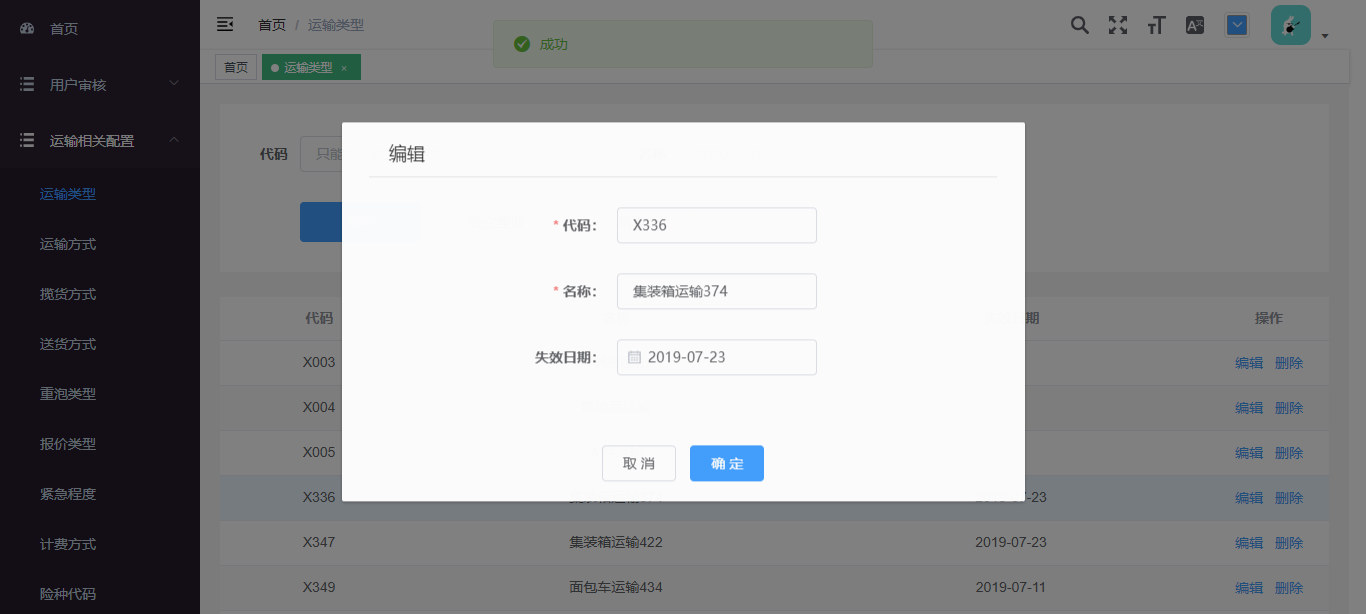 首页
用户审核
运输相关配置
运输类型
运输方式
揽货方式
送货方式
重泡类型
报价类型
紧急程度
计费方式
险种代码
首页 / 运输类型
成功
首页
运输类型 ×
代码 只能
编辑
* 代码： X336
* 名称： 集装箱运输374
失效日期： 2019-07-23
取消 确定
代码 期 操作
X003 编辑 删除
X004 编辑 删除
X005 编辑 删除
X336 -23 编辑 删除
X347 集装箱运输422 2019-07-23 编辑 删除
X349 面包车运输434 2019-07-11 编辑 删除